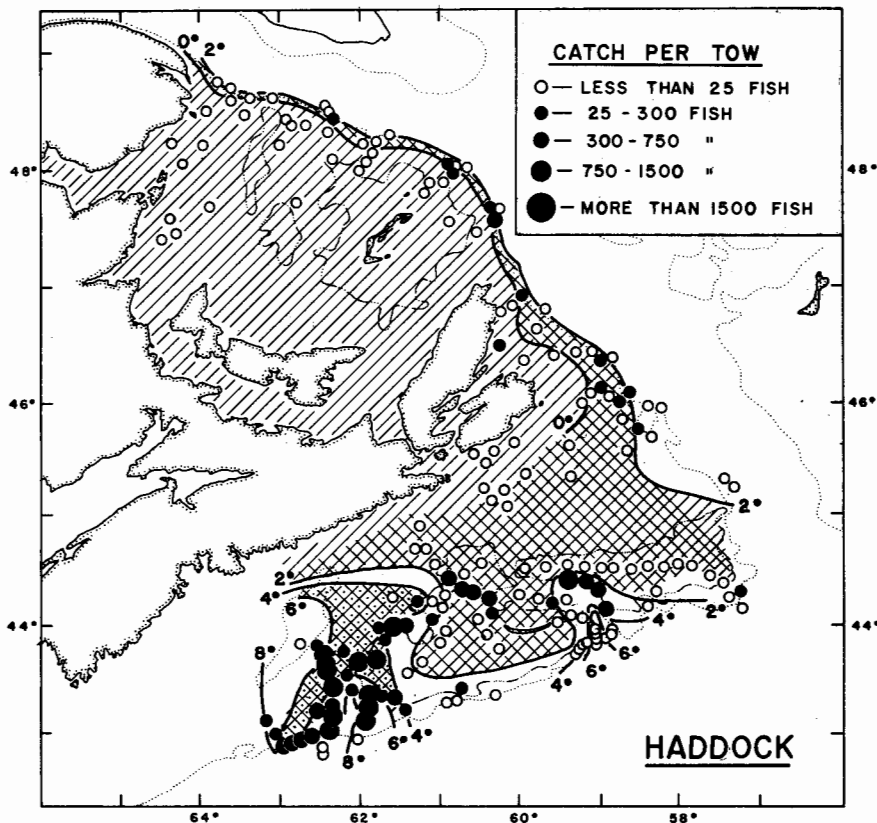 0° 2°
CATCH PER TOW
— LESS THAN 25 FISH
— 25 - 300 FISH
— 300 - 750 "
— 750 - 1500 "
— MORE THAN 1500 FISH
48° 48°
46° 0° 46°
2°
2°
4°
6°
44° 8° 4° 2° 44°
6°
6°
4°
4°
6°
8°
HADDOCK
64° 62° 60° 58°